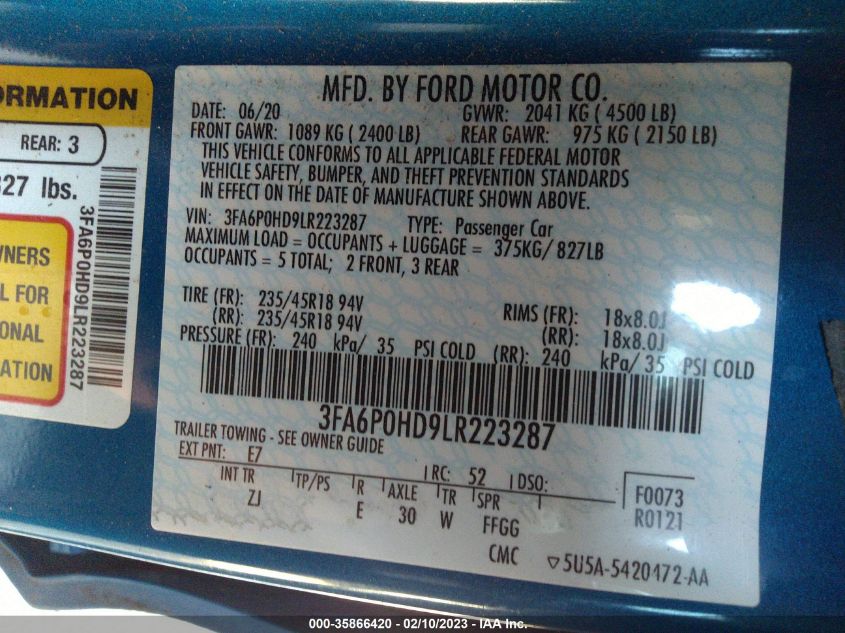 ORMATION
REAR: 3
327 lbs.
WNERS
L FOR
ONAL
ATION
3FA6P0HD9LR223287
MFD. BY FORD MOTOR CO.
DATE: 06/20 GVWR: 2041 KG ( 4500 LB)
FRONT GAWR: 1089 KG ( 2400 LB) REAR GAWR: 975 KG ( 2150 LB)
THIS VEHICLE CONFORMS TO ALL APPLICABLE FEDERAL MOTOR
VEHICLE SAFETY, BUMPER, AND THEFT PREVENTION STANDARDS
IN EFFECT ON THE DATE OF MANUFACTURE SHOWN ABOVE.
VIN: 3FA6P0HD9LR223287 TYPE: Passenger Car
MAXIMUM LOAD = OCCUPANTS + LUGGAGE = 375KG/ 827LB
OCCUPANTS = 5 TOTAL; 2 FRONT, 3 REAR
TIRE (FR): 235/45R18 94V RIMS (FR): 18x8.0J
(RR): 235/45R18 94V (RR): 18x8.0J
PRESSURE (FR): 240 kPa/ 35 PSI COLD (RR): 240 kPa/ 35 PSI COLD
3FA6P0HD9LR223287
TRAILER TOWING - SEE OWNER GUIDE
EXT PNT: E7 RC: 52 DSO:
INT TR TP/PS R AXLE TR SPR F0073
ZJ E 30 W FFGG R0121
CMC 5U5A-5420472-AA
000-35866420 - 02/10/2023 - IAA Inc.